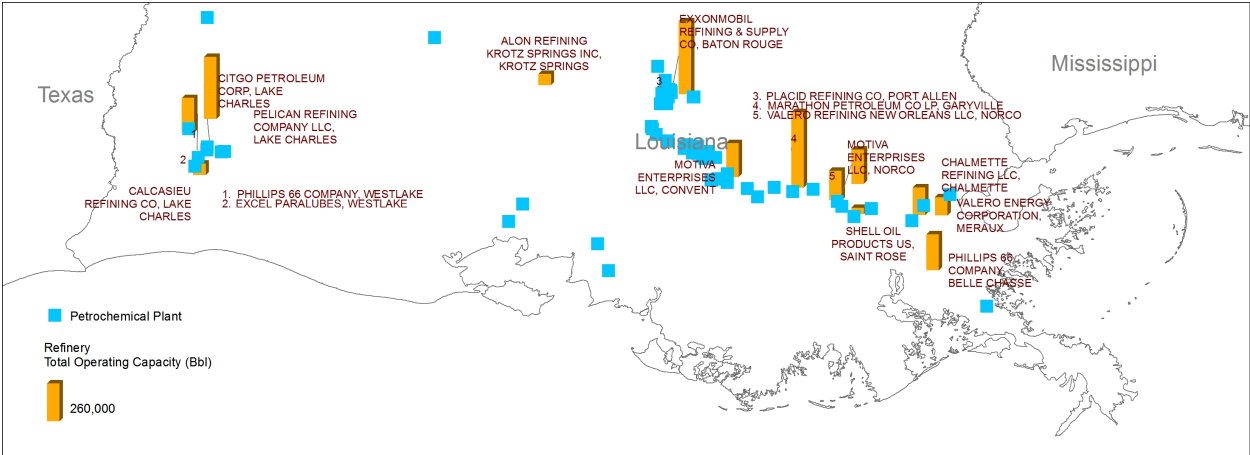 EXXONMOBIL
REFINING & SUPPLY
CO, BATON ROUGE
ALON REFINING
KROTZ SPRINGS INC,
KROTZ SPRINGS
Mississippi
Texas
CITGO PETROLEUM
CORP, LAKE
CHARLES
3
3. PLACID REFINING CO, PORT ALLEN
4. MARATHON PETROLEUM CO LP, GARYVILLE
5. VALERO REFINING NEW ORLEANS LLC, NORCO
PELICAN REFINING
COMPANY LLC,
LAKE CHARLES
1
Louisiana
4
MOTIVA
ENTERPRISES
LLC, NORCO
2
MOTIVA
ENTERPRISES
LLC, CONVENT
5
CHALMETTE
REFINING LLC,
CHALMETTE
CALCASIEU
REFINING CO, LAKE
CHARLES
1. PHILLIPS 66 COMPANY, WESTLAKE
2. EXCEL PARALUBES, WESTLAKE
VALERO ENERGY
CORPORATION,
MERAUX
SHELL OIL
PRODUCTS US,
SAINT ROSE
PHILLIPS 66
COMPANY,
BELLE CHASSE
Petrochemical Plant
Refinery
Total Operating Capacity (Bbl)
260,000